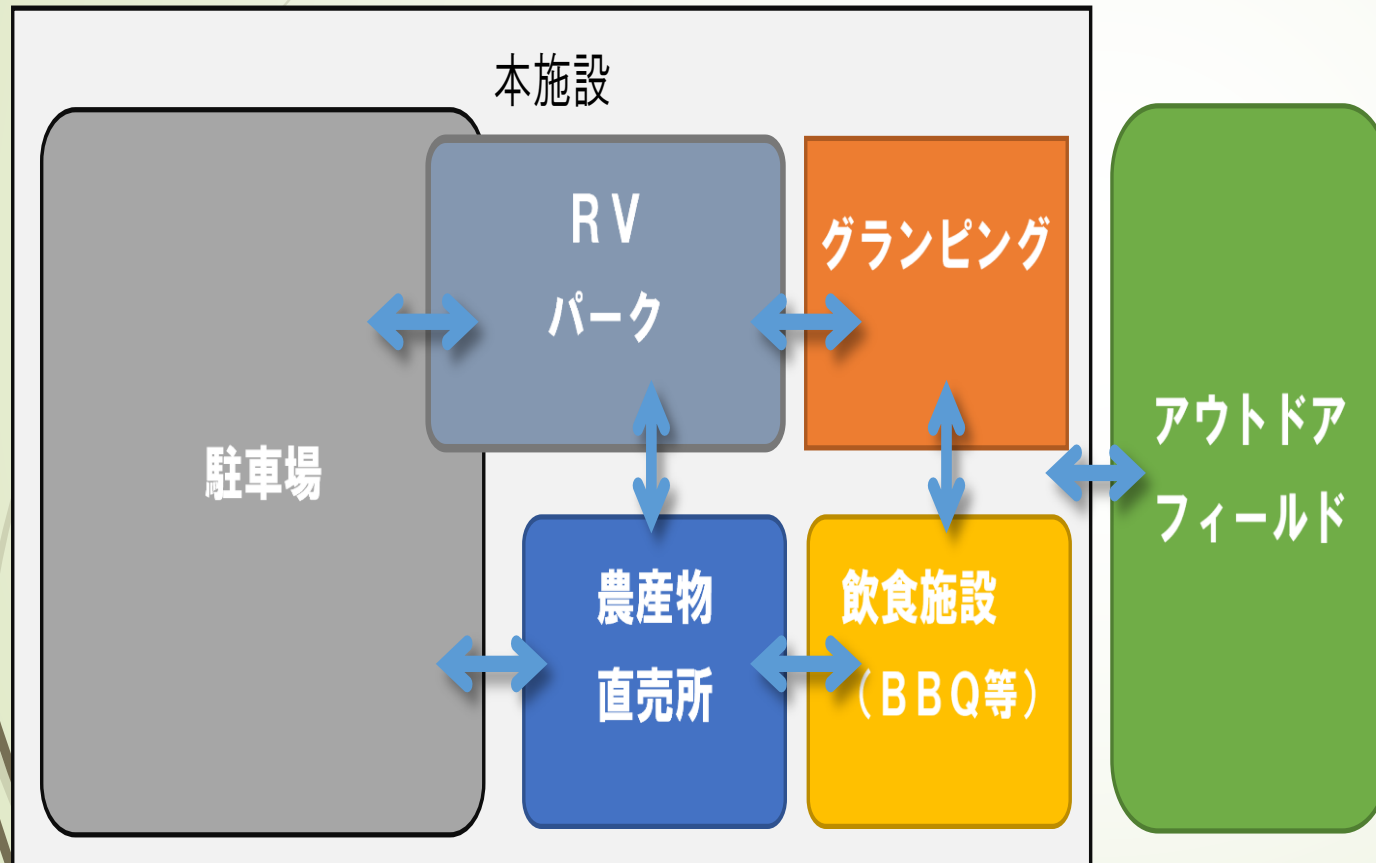 本施設
RV
パーク
グランピング
駐車場
アウトドア
フィールド
農産物
直売所
飲食施設
（BBQ等）